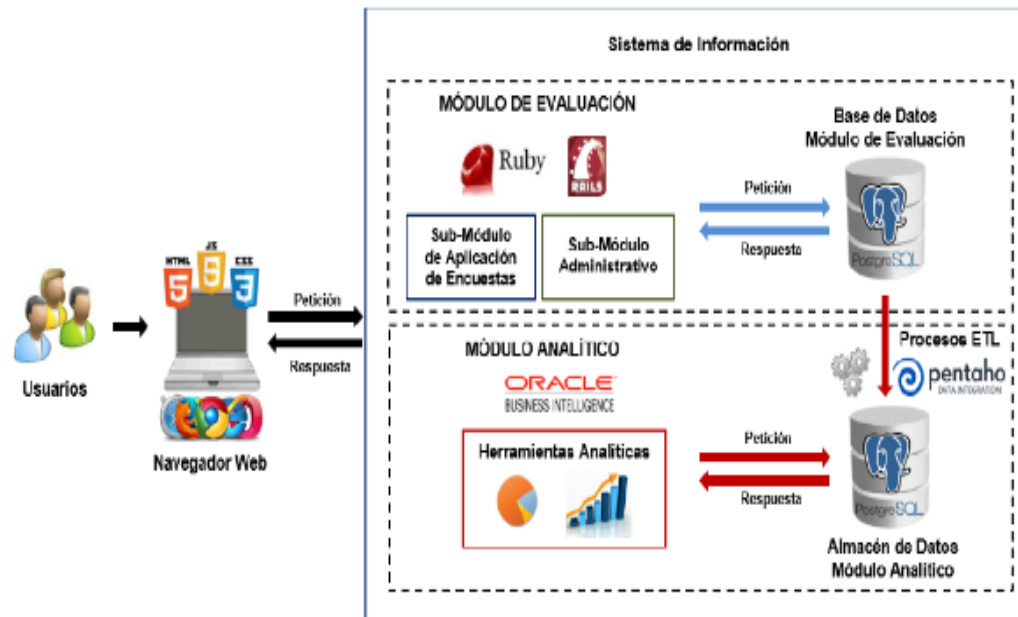 Sistema de Información
MÓDULO DE EVALUACIÓN
Ruby
RAILS
Sub-Módulo
de Aplicación
de Encuestas
Sub-Módulo
Administrativo
Petición
Respuesta
Base de Datos
Módulo de Evaluación
PostgreSQL
HTML
5
JS
CSS
3
Petición
Respuesta
Usuarios
Navegador Web
MÓDULO ANALÍTICO
ORACLE
BUSINESS INTELLIGENCE
Herramientas Analíticas
Petición
Respuesta
Procesos ETL
pentaho
DATA INTEGRATION
PostgreSQL
Almacén de Datos
Módulo Analítico